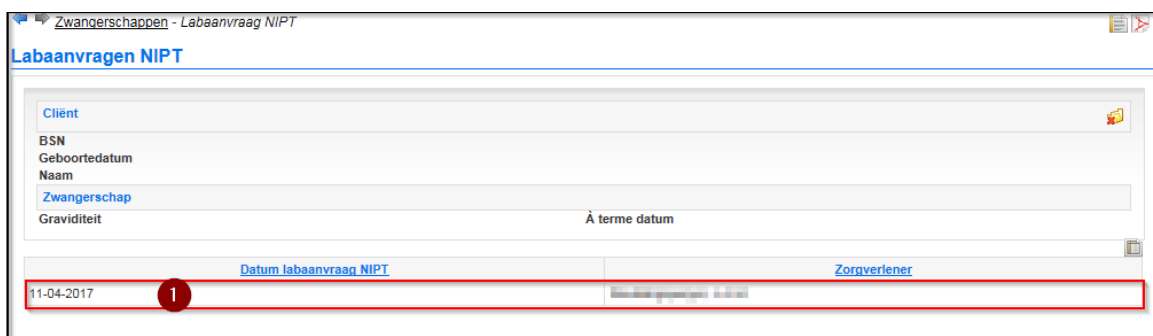 Zwangerschappen - Labaanvraag NIPT
Labaanvragen NIPT
Cliënt
BSN
Geboortedatum
Naam
Zwangerschap
Graviditeit À terme datum
Datum labaanvraag NIPT Zorgverlener
11-04-2017 1